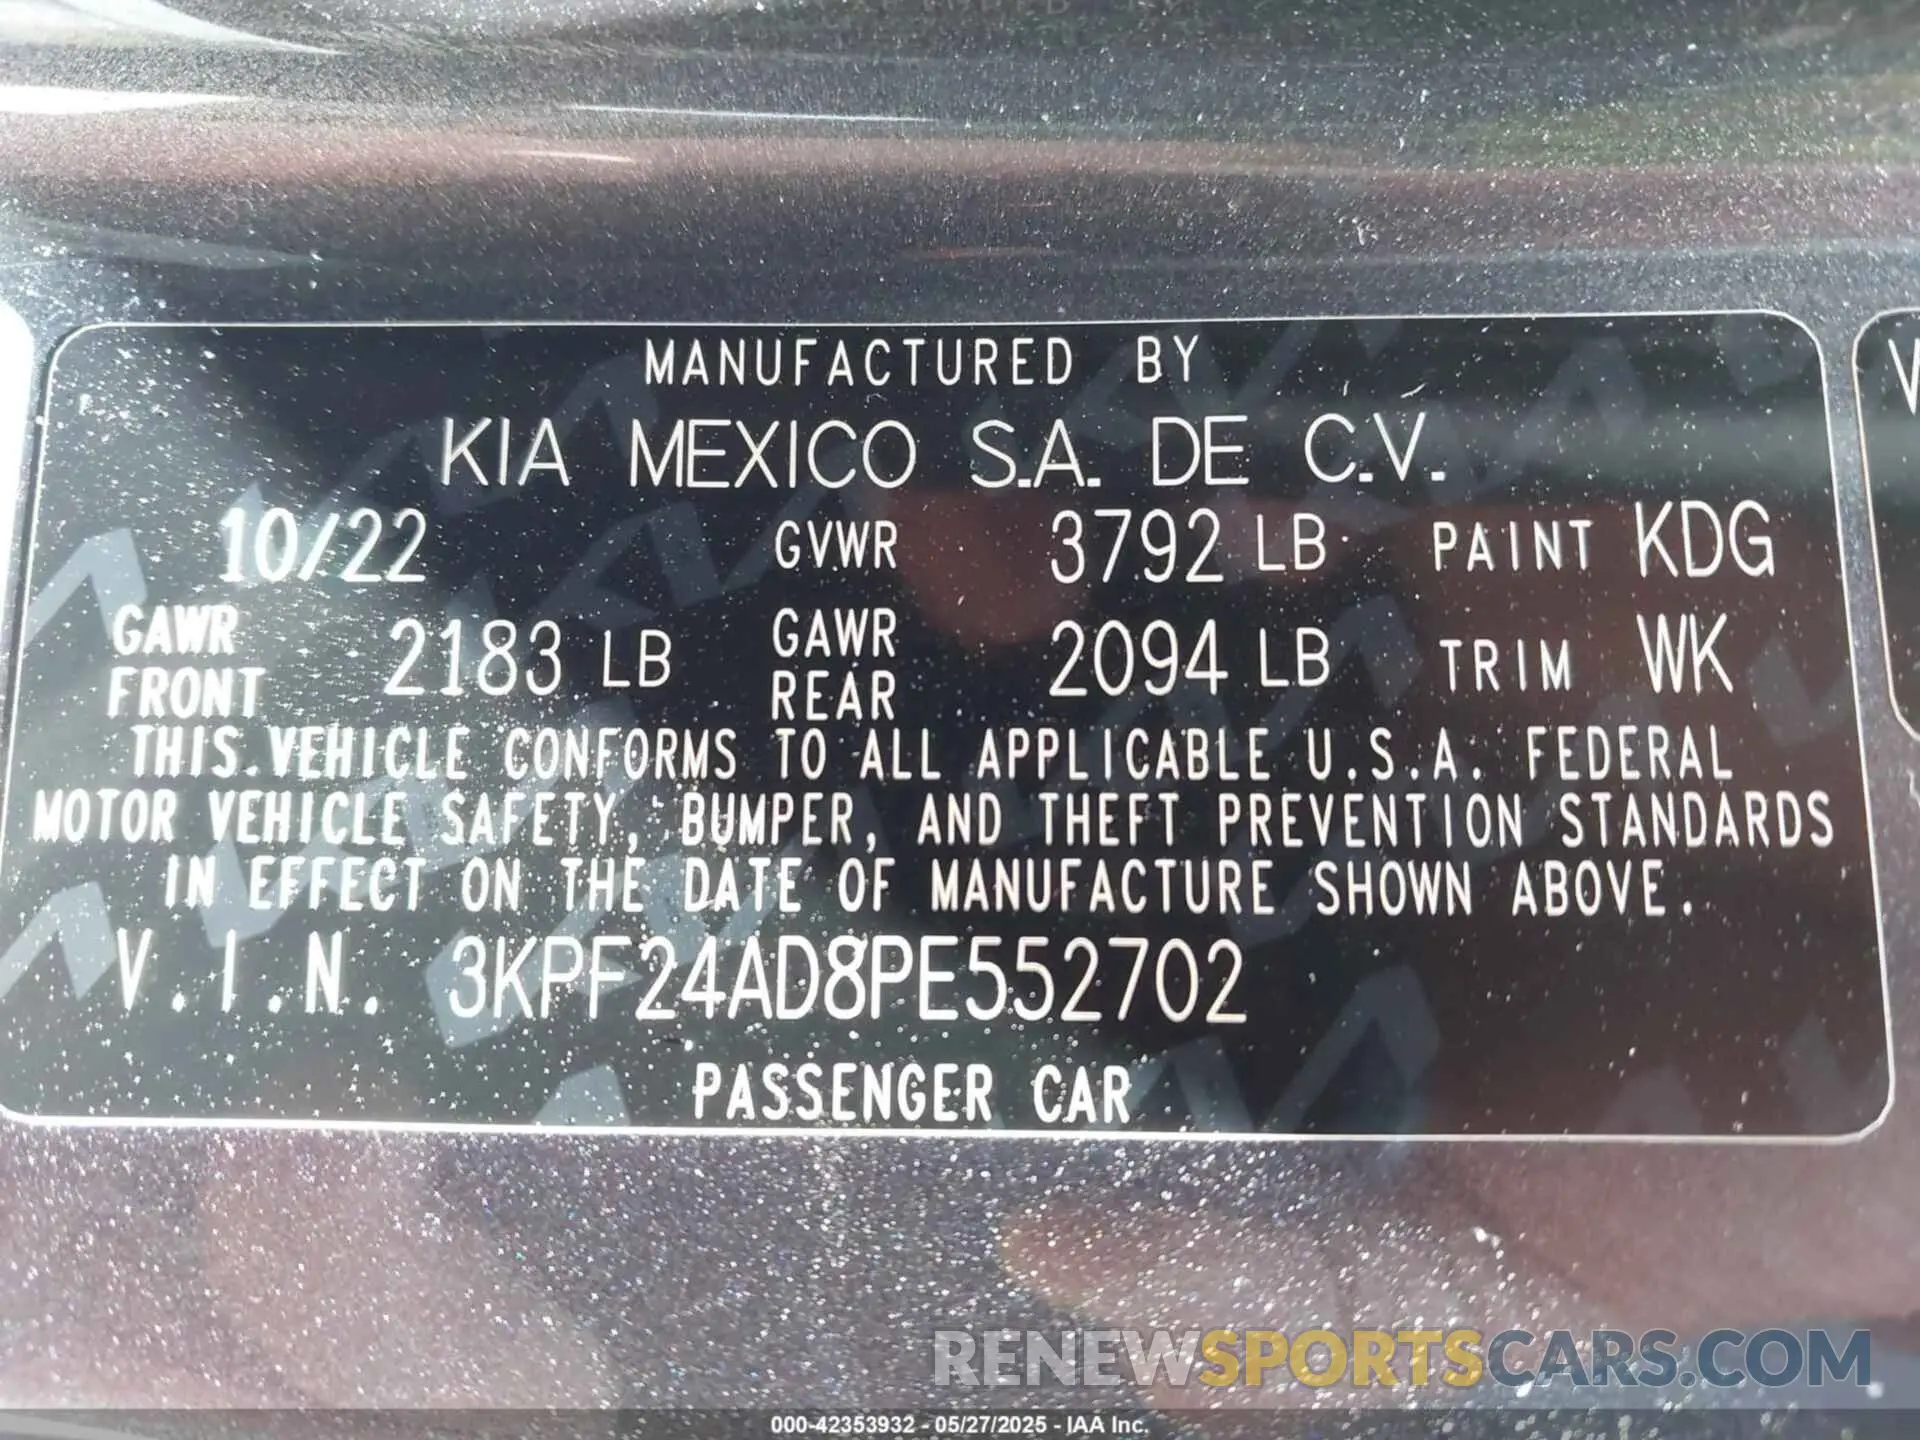 MANUFACTURED BY
KIA MEXICO S.A. DE C.V.
10/22 GVWR 3792 LB PAINT KDG
GAWR FRONT 2183 LB GAWR REAR 2094 LB TRIM WK
THIS VEHICLE CONFORMS TO ALL APPLICABLE U.S.A. FEDERAL
MOTOR VEHICLE SAFETY, BUMPER, AND THEFT PREVENTION STANDARDS
IN EFFECT ON THE DATE OF MANUFACTURE SHOWN ABOVE.
V.I.N. 3KPF24AD8PE552702
PASSENGER CAR
RENEWSPORTSCARS.COM
000-42353932 - 05/27/2025 - IAA Inc.